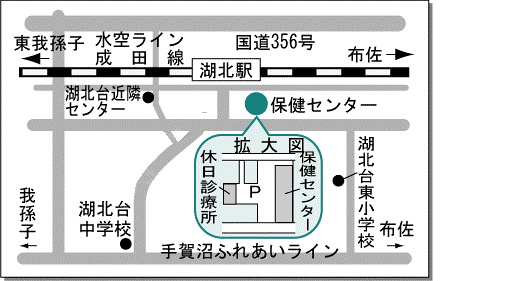 国道356号
東我孫子
水空ライン
成田線
布佐
湖北駅
湖北台近隣
センター
保健センター
拡大図
休日診療所
P
保健センター
湖北台東小学校
我孫子
湖北台
中学校
布佐
手賀沼ふれあいライン